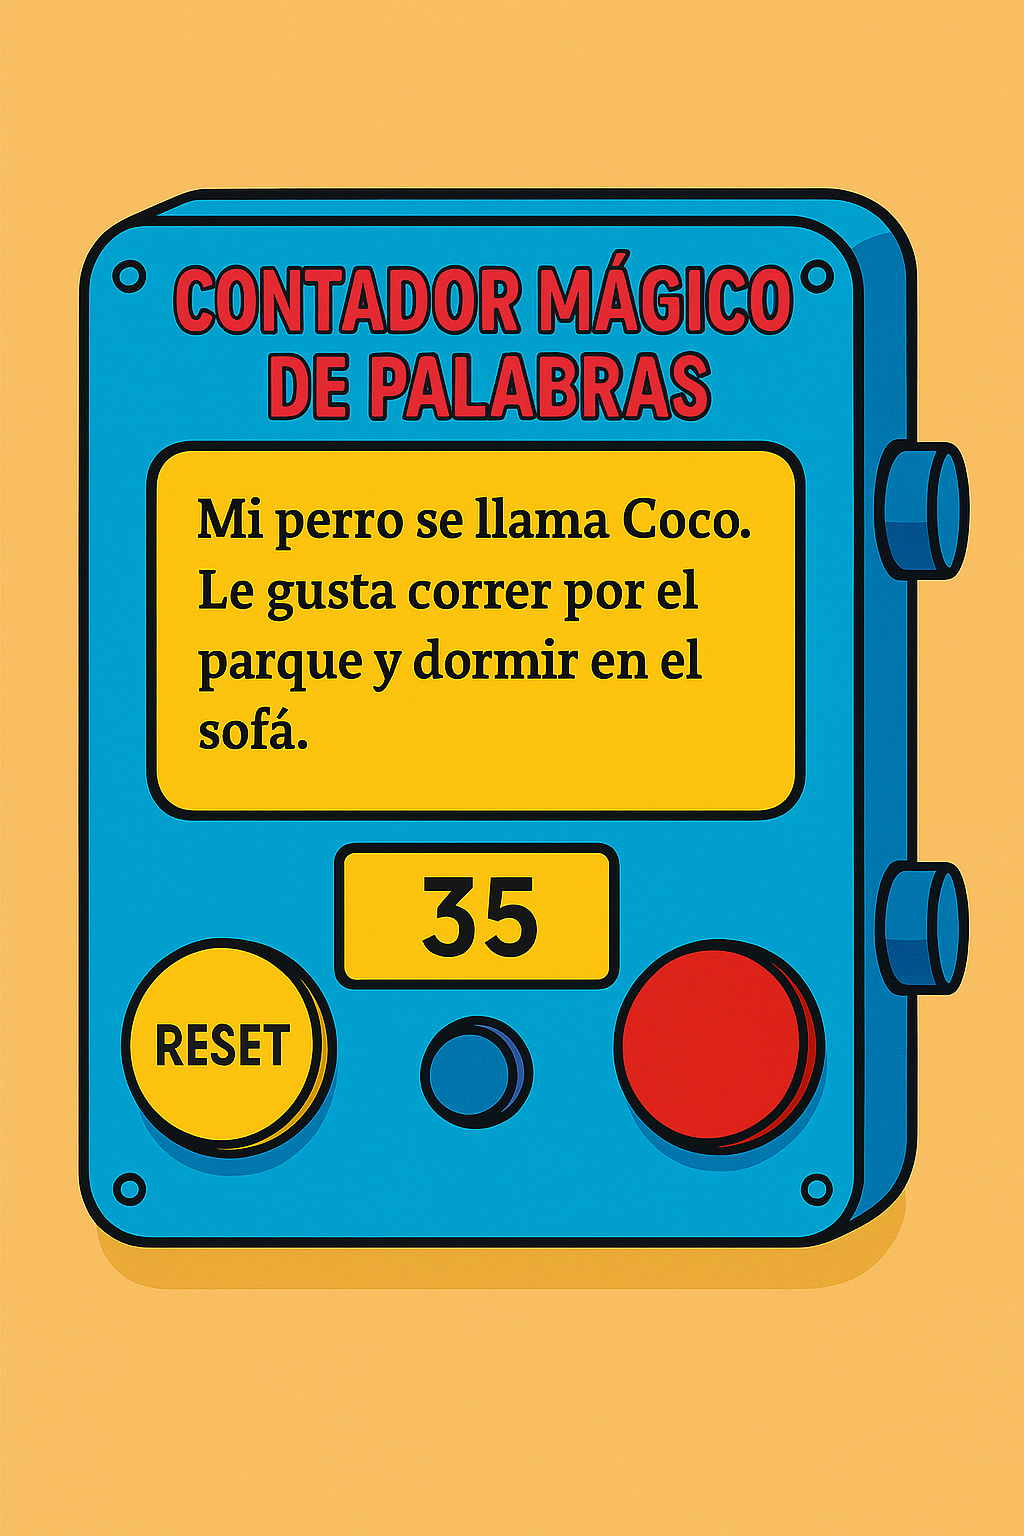 CONTADOR MÁGICO
DE PALABRAS
Mi perro se llama Coco.
Le gusta correr por el
parque y dormir en el
sofá.
35
RESET